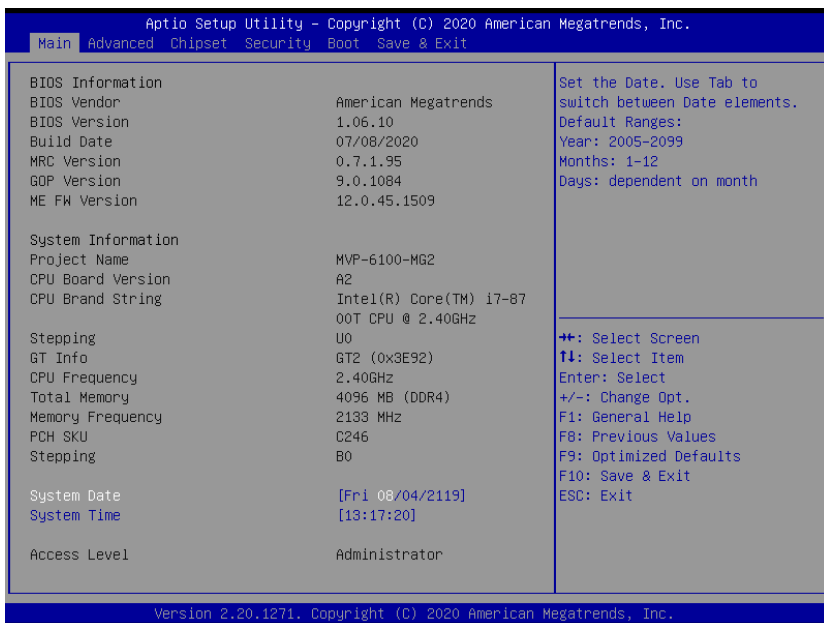 Aptio Setup Utility – Copyright (C) 2020 American Megatrends, Inc.
Main Advanced Chipset Security Boot Save & Exit
BIOS Information
BIOS Vendor American Megatrends
BIOS Version 1.06.10
Build Date 07/08/2020
MRC Version 0.7.1.95
GOP Version 9.0.1084
ME FW Version 12.0.45.1509
System Information
Project Name MVP-6100-MG2
CPU Board Version A2
CPU Brand String Intel(R) Core(TM) i7-87
00T CPU @ 2.40GHz
Stepping U0
GT Info GT2 (0x3E92)
CPU Frequency 2.40GHz
Total Memory 4096 MB (DDR4)
Memory Frequency 2133 MHz
PCH SKU C246
Stepping B0
System Date [Fri 08/04/2119]
System Time [13:17:20]
Access Level Administrator
Set the Date. Use Tab to
switch between Date elements.
Default Ranges:
Year: 2005-2099
Months: 1-12
Days: dependent on month
→←: Select Screen
↑↓: Select Item
Enter: Select
+/-: Change Opt.
F1: General Help
F8: Previous Values
F9: Optimized Defaults
F10: Save & Exit
ESC: Exit
Version 2.20.1271. Copyright (C) 2020 American Megatrends, Inc.